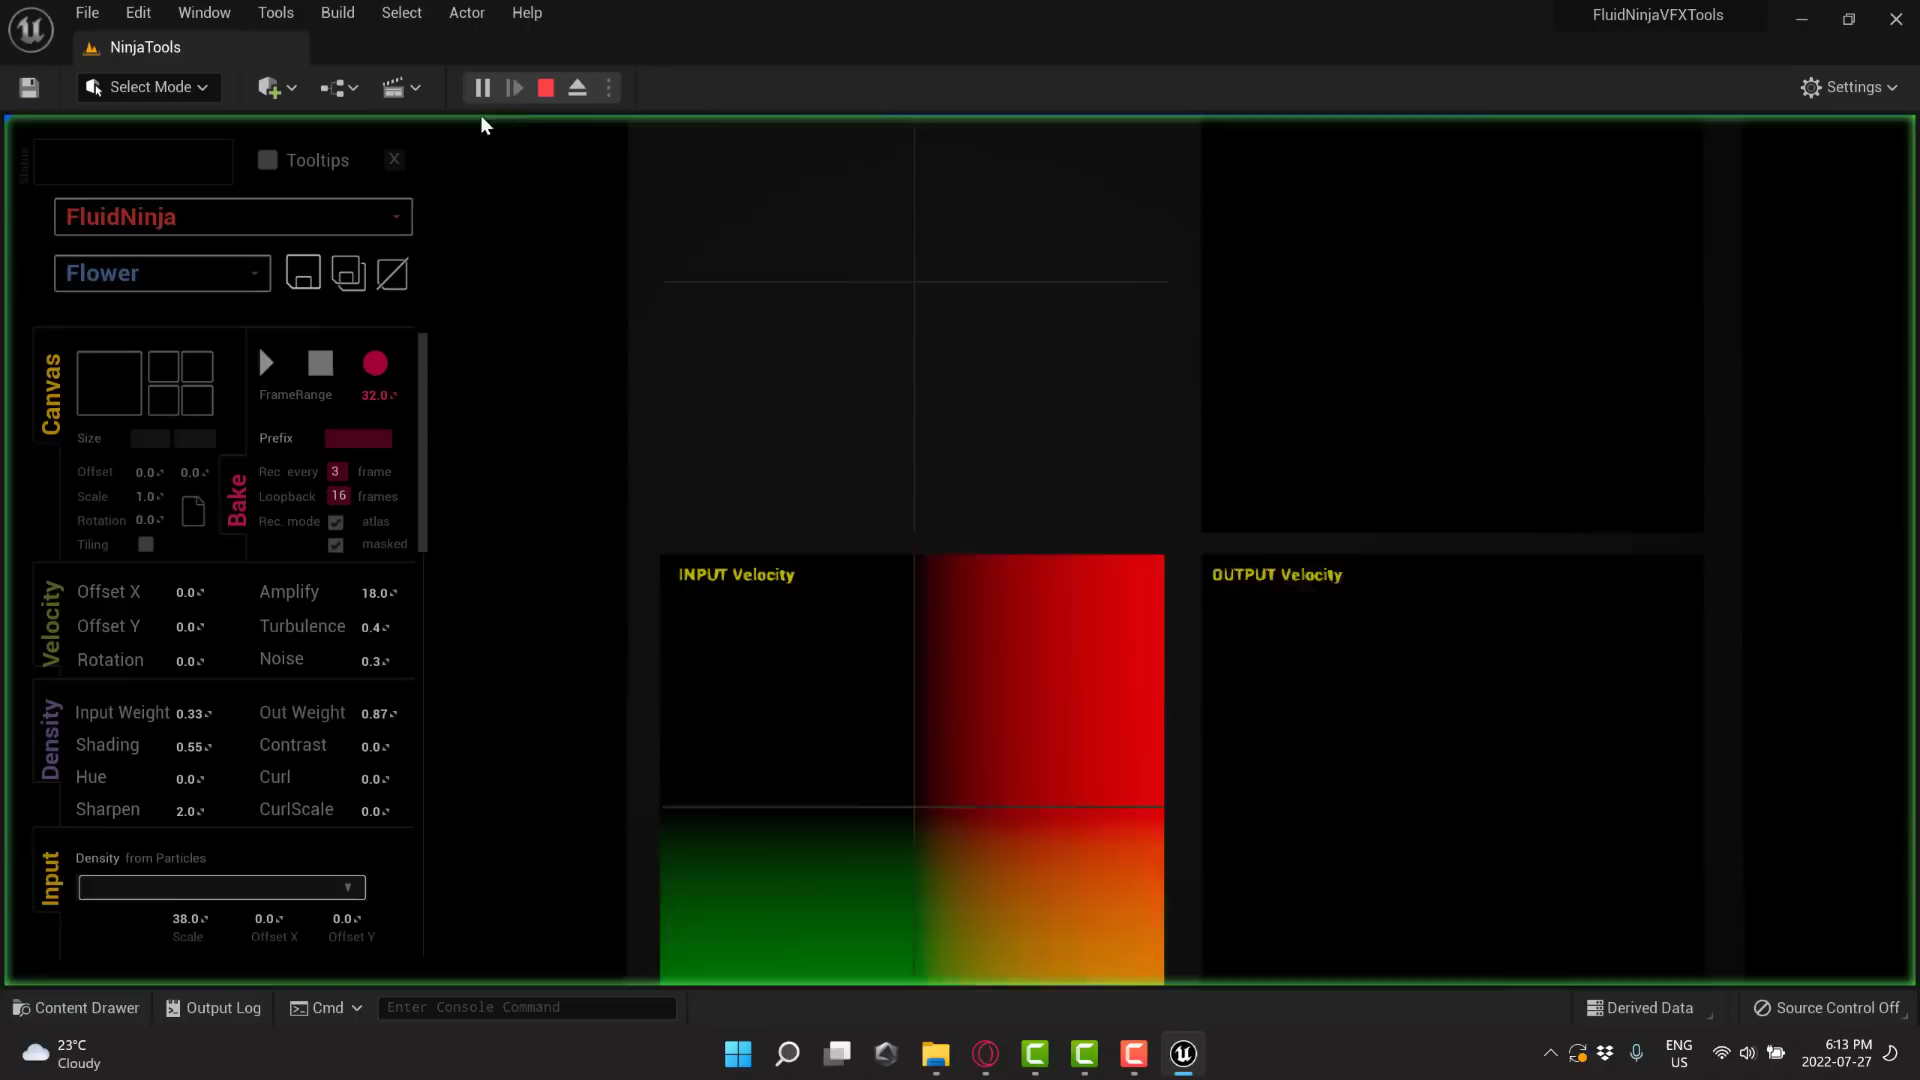 File Edit Window Tools Build Select Actor Help
FluidNinjaVFXTools
NinjaTools
Select Mode
Settings
Status
Tooltips X
FluidNinja
Flower
Canvas
FrameRange 32.0
Size
Prefix
Offset 0.0 0.0
Rec. every 3 frame
Scale 1.0
Bake
Loopback 16 frames
Rotation 0.0
Rec. mode atlas
Tiling
masked
Velocity
Offset X 0.0 Amplify 18.0
Offset Y 0.0 Turbulence 0.4
Rotation 0.0 Noise 0.3
Density
Input Weight 0.33 Out Weight 0.87
Shading 0.55 Contrast 0.0
Hue 0.0 Curl 0.0
Sharpen 2.0 CurlScale 0.0
Input
Density from Particles
38.0 0.0 0.0
Scale Offset X Offset Y
INPUT Velocity
OUTPUT Velocity
Content Drawer Output Log Cmd Enter Console Command
Derived Data Source Control Off
23°C
Cloudy
ENG
US
6:13 PM
2022-07-27